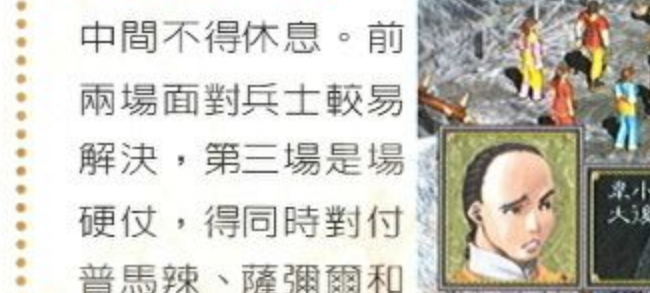 中間不得休息。前
兩場面對兵士較易
解決，第三場是場
硬仗，得同時對付
普馬辣、薩彌爾和